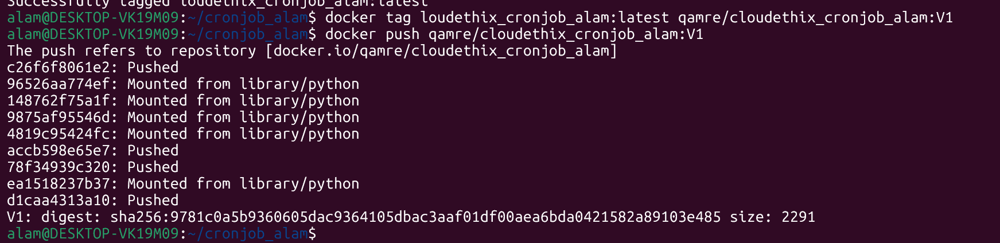 Successfully tagged loudethix_cronjob_alam:latest
alam@DESKTOP-VK19M09:~/cronjob_alam$ docker tag loudethix_cronjob_alam:latest qamre/cloudethix_cronjob_alam:V1
alam@DESKTOP-VK19M09:~/cronjob_alam$ docker push qamre/cloudethix_cronjob_alam:V1
The push refers to repository [docker.io/qamre/cloudethix_cronjob_alam]
c26f6f8061e2: Pushed
96526aa774ef: Mounted from library/python
148762f75a1f: Mounted from library/python
9875af95546d: Mounted from library/python
4819c95424fc: Mounted from library/python
accb598e65e7: Pushed
78f34939c320: Pushed
ea1518237b37: Mounted from library/python
d1caa4313a10: Pushed
V1: digest: sha256:9781c0a5b9360605dac9364105dbac3aaf01df00aea6bda0421582a89103e485 size: 2291
alam@DESKTOP-VK19M09:~/cronjob_alam$